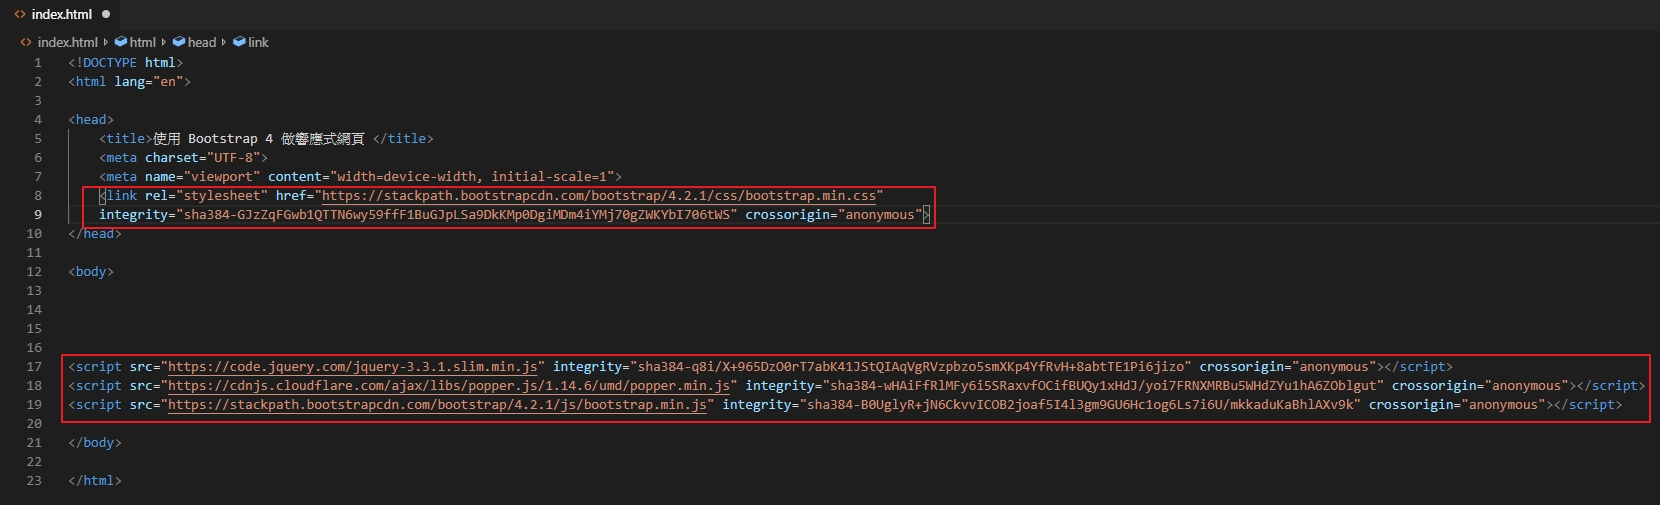 index.html
index.html html head link
1 <!DOCTYPE html>
2 <html lang="en">
3
4 <head>
5 <title>使用 Bootstrap 4 做響應式網頁 </title>
6 <meta charset="UTF-8">
7 <meta name="viewport" content="width=device-width, initial-scale=1">
8 <link rel="stylesheet" href="https://stackpath.bootstrapcdn.com/bootstrap/4.2.1/css/bootstrap.min.css"
9 integrity="sha384-GJzZqFGwb1QTTN6wy59ffF1BuGJpLSa9DkKMp0DgiMDm4iYMj70gZWKYbI706tWS" crossorigin="anonymous">
10 </head>
11
12 <body>
13
14
15
16
17 <script src="https://code.jquery.com/jquery-3.3.1.slim.min.js" integrity="sha384-q8i/X+965DzO0rT7abK41JStQIAqVgRVzpbzo5smXKp4YfRvH+8abtTE1Pi6jizo" crossorigin="anonymous"></script>
18 <script src="https://cdnjs.cloudflare.com/ajax/libs/popper.js/1.14.6/umd/popper.min.js" integrity="sha384-wHAiFfRlMFy6i5SRaxvfOCifBUQy1xHdJ/yoi7FRNXMRBu5WHdZYu1hA6ZOblgut" crossorigin="anonymous"></script>
19 <script src="https://stackpath.bootstrapcdn.com/bootstrap/4.2.1/js/bootstrap.min.js" integrity="sha384-B0UglyR+jN6CkvvICOB2joaf5I4l3gm9GU6Hc1og6Ls7i6U/mkkaduKaBhlAXv9k" crossorigin="anonymous"></script>
20
21 </body>
22
23 </html>